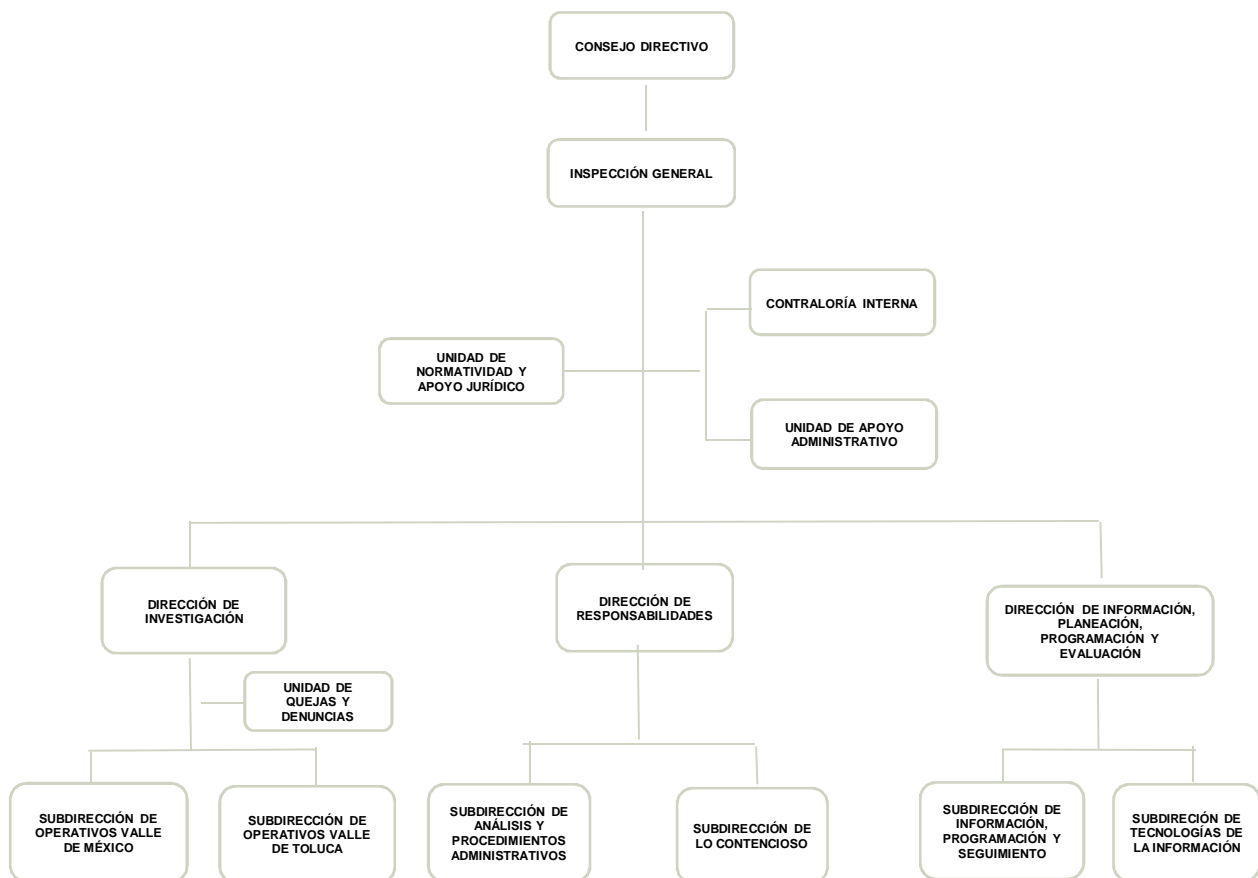 CONSEJO DIRECTIVO
INSPECCIÓN GENERAL
CONTRALORÍA INTERNA
UNIDAD DE
NORMATIVIDAD Y
APOYO JURÍDICO
UNIDAD DE APOYO
ADMINISTRATIVO
DIRECCIÓN DE
INVESTIGACIÓN
DIRECCIÓN DE
RESPONSABILIDADES
DIRECCIÓN DE INFORMACIÓN,
PLANEACIÓN,
PROGRAMACIÓN Y
EVALUACIÓN
UNIDAD DE
QUEJAS Y
DENUNCIAS
SUBDIRECCIÓN DE
OPERATIVOS VALLE
DE MÉXICO
SUBDIRECCIÓN DE
OPERATIVOS VALLE
DE TOLUCA
SUBDIRECCIÓN DE
ANÁLISIS Y
PROCEDIMIENTOS
ADMINISTRATIVOS
SUBDIRECCIÓN DE
LO CONTENCIOSO
SUBDIRECCIÓN DE
INFORMACIÓN,
PROGRAMACIÓN Y
SEGUIMIENTO
SUBDIRECIÓN DE
TECNOLOGÍAS DE
LA INFORMACIÓN